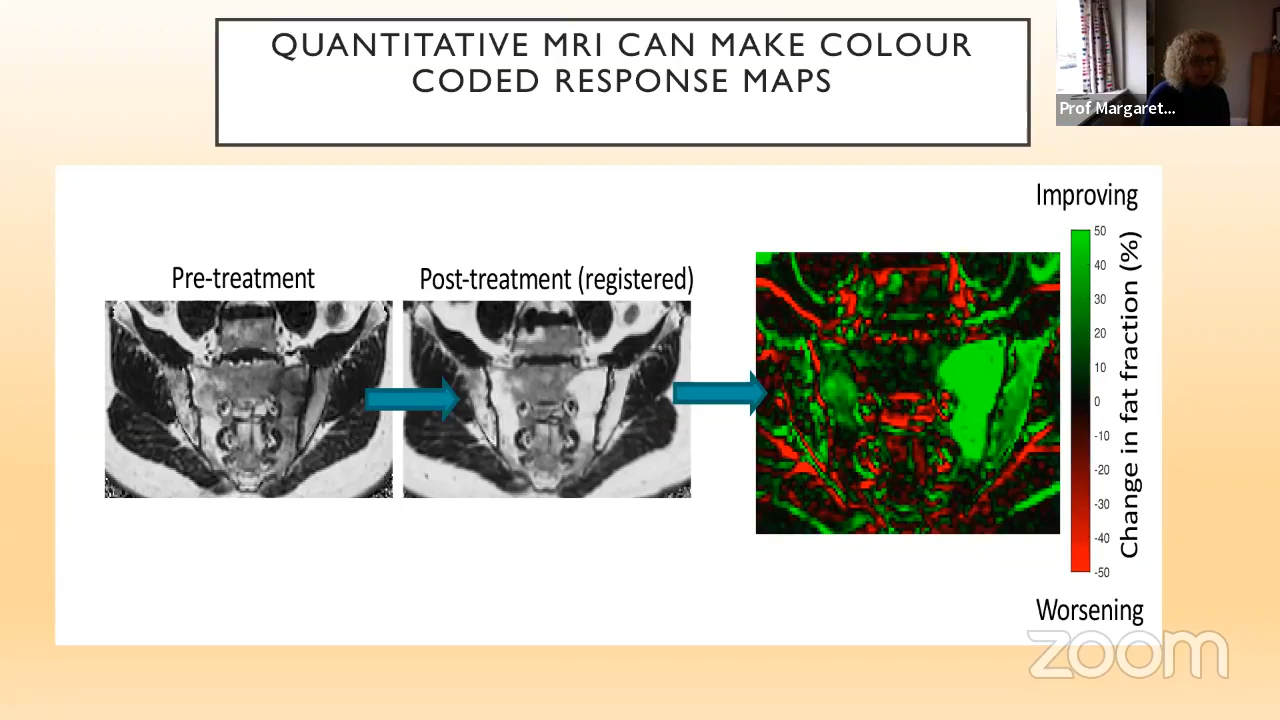 QUANTITATIVE MRI CAN MAKE COLOUR
CODED RESPONSE MAPS
Prof Margaret...
Improving
Pre-treatment
Post-treatment (registered)
50
40
30
20
10
0
-10
-20
-30
-40
-50
Change in fat fraction (%)
Worsening
zoom